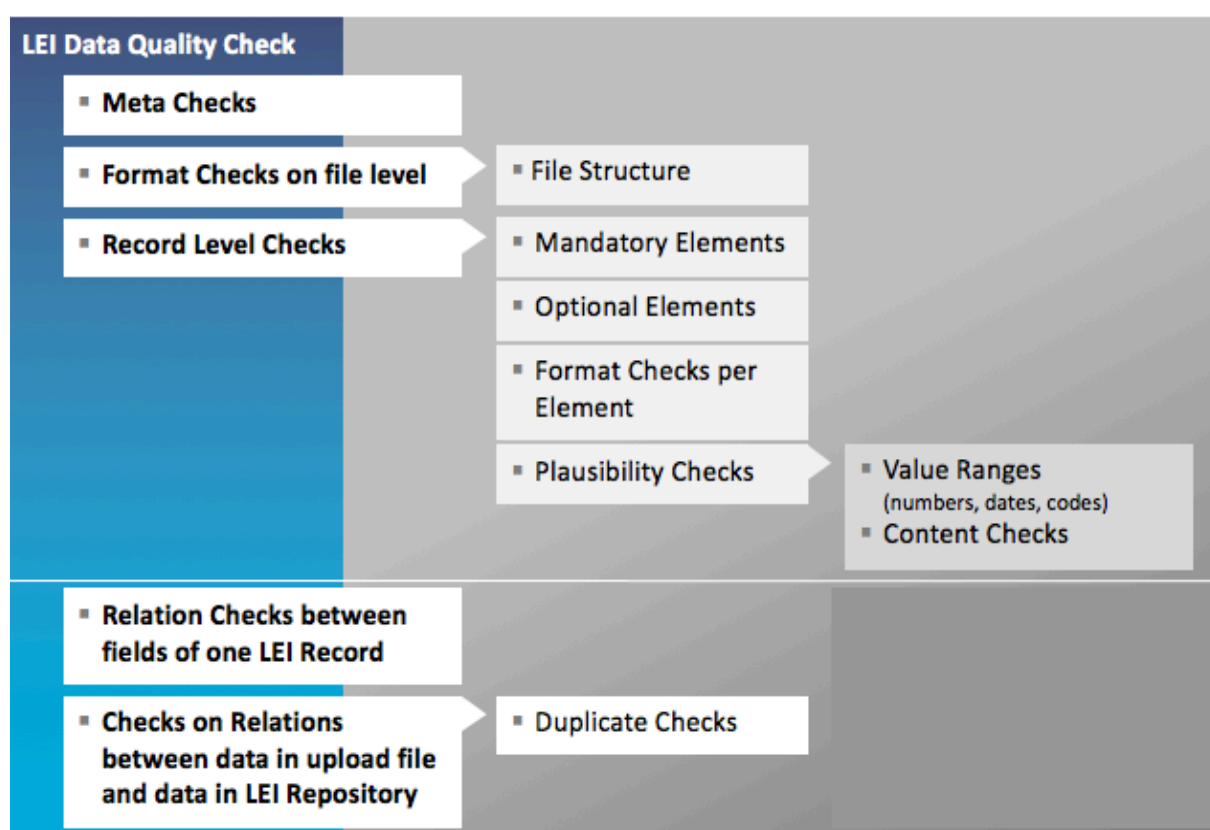 LEI Data Quality Check
▪ Meta Checks
▪ Format Checks on file level
▪ File Structure
▪ Record Level Checks
▪ Mandatory Elements
▪ Optional Elements
▪ Format Checks per
Element
▪ Plausibility Checks
▪ Value Ranges
(numbers, dates, codes)
▪ Content Checks
▪ Relation Checks between
fields of one LEI Record
▪ Checks on Relations
between data in upload file
and data in LEI Repository
▪ Duplicate Checks